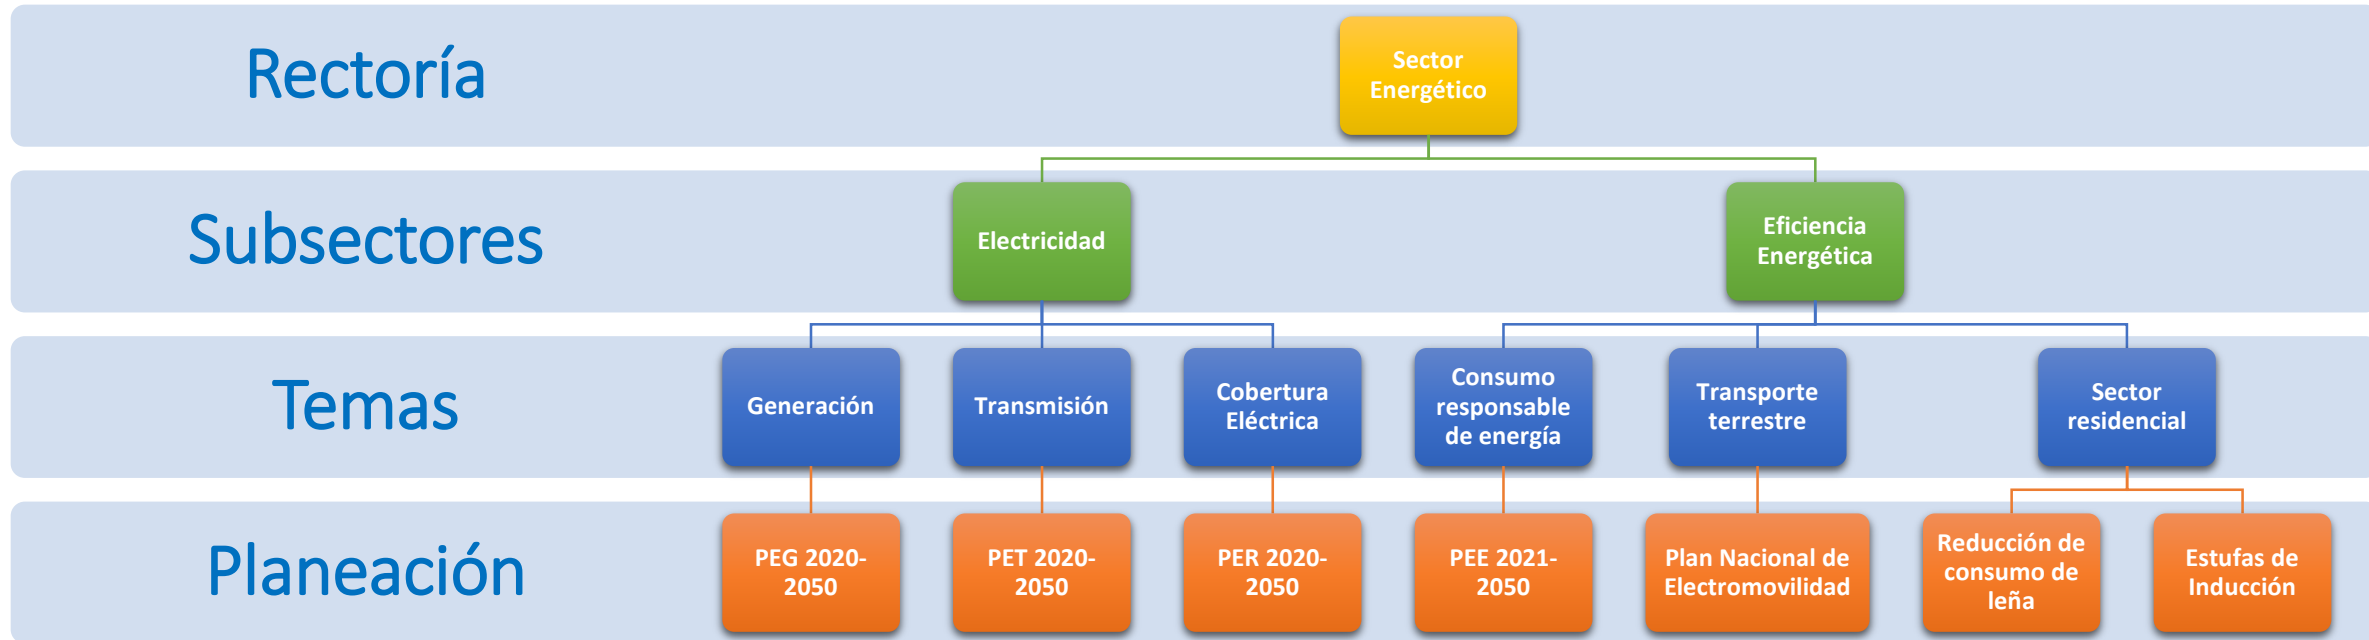 Rectoría
Sector
Energético
Subsectores
Electricidad
Eficiencia
Energética
Temas
Generación
Transmisión
Cobertura
Eléctrica
Consumo
responsable
de energía
Transporte
terrestre
Sector
residencial
Planeación
PEG 2020-
2050
PET 2020-
2050
PER 2020-
2050
PEE 2021-
2050
Plan Nacional de
Electromovilidad
Reducción de
consumo de
leña
Estufas de
Inducción